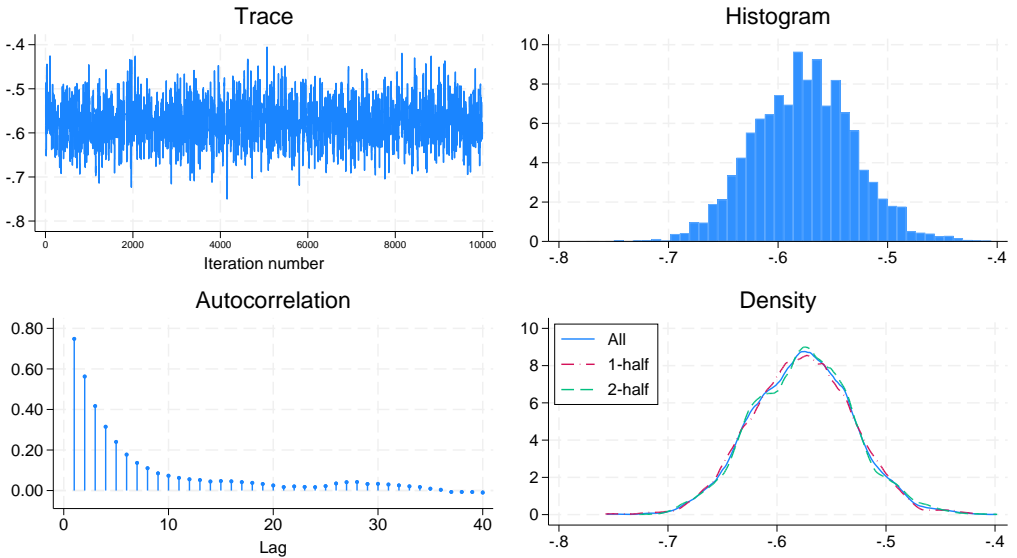 Trace
-.4
-.5
-.6
-.7
-.8
0 2000 4000 6000 8000 10000
Iteration number
Histogram
10
8
6
4
2
0
-.8 -.7 -.6 -.5 -.4
Autocorrelation
0.80
0.60
0.40
0.20
0.00
0 10 20 30 40
Lag
Density
10
8
6
4
2
0
All
1-half
2-half
-.8 -.7 -.6 -.5 -.4